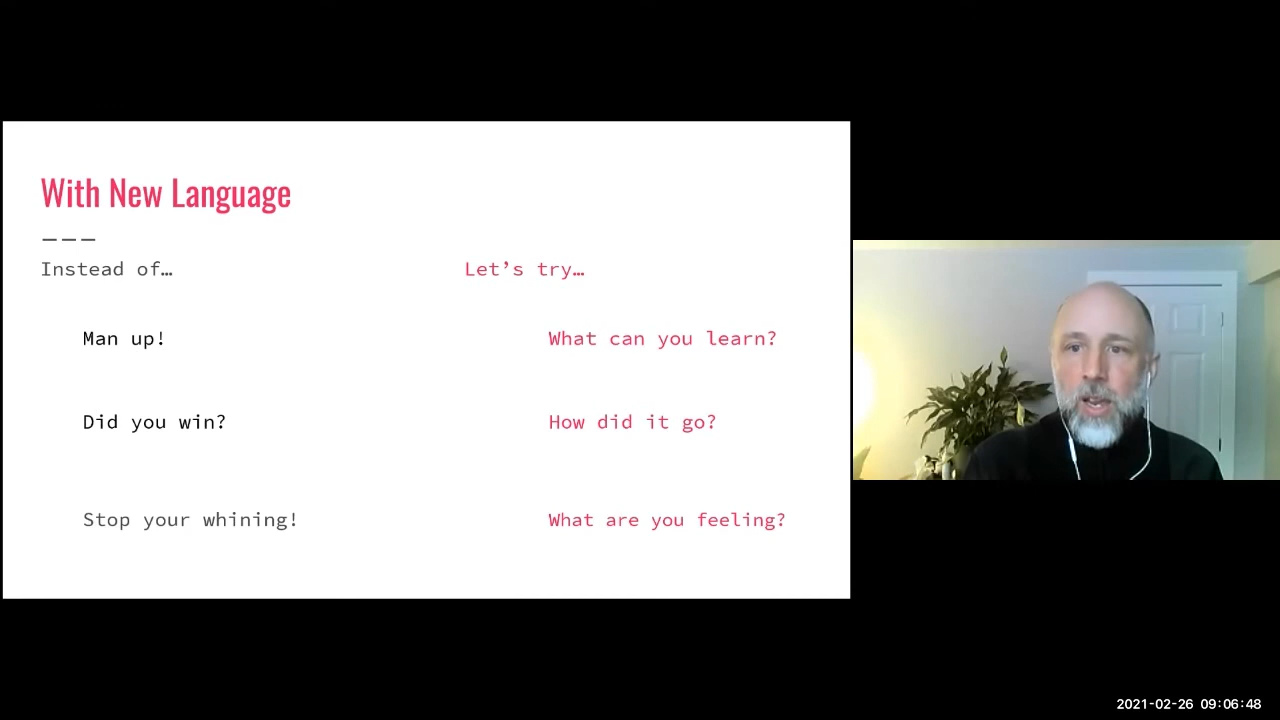 With New Language
Instead of…
Let’s try…
Man up!
What can you learn?
Did you win?
How did it go?
Stop your whining!
What are you feeling?
2021-02-26 09:06:48